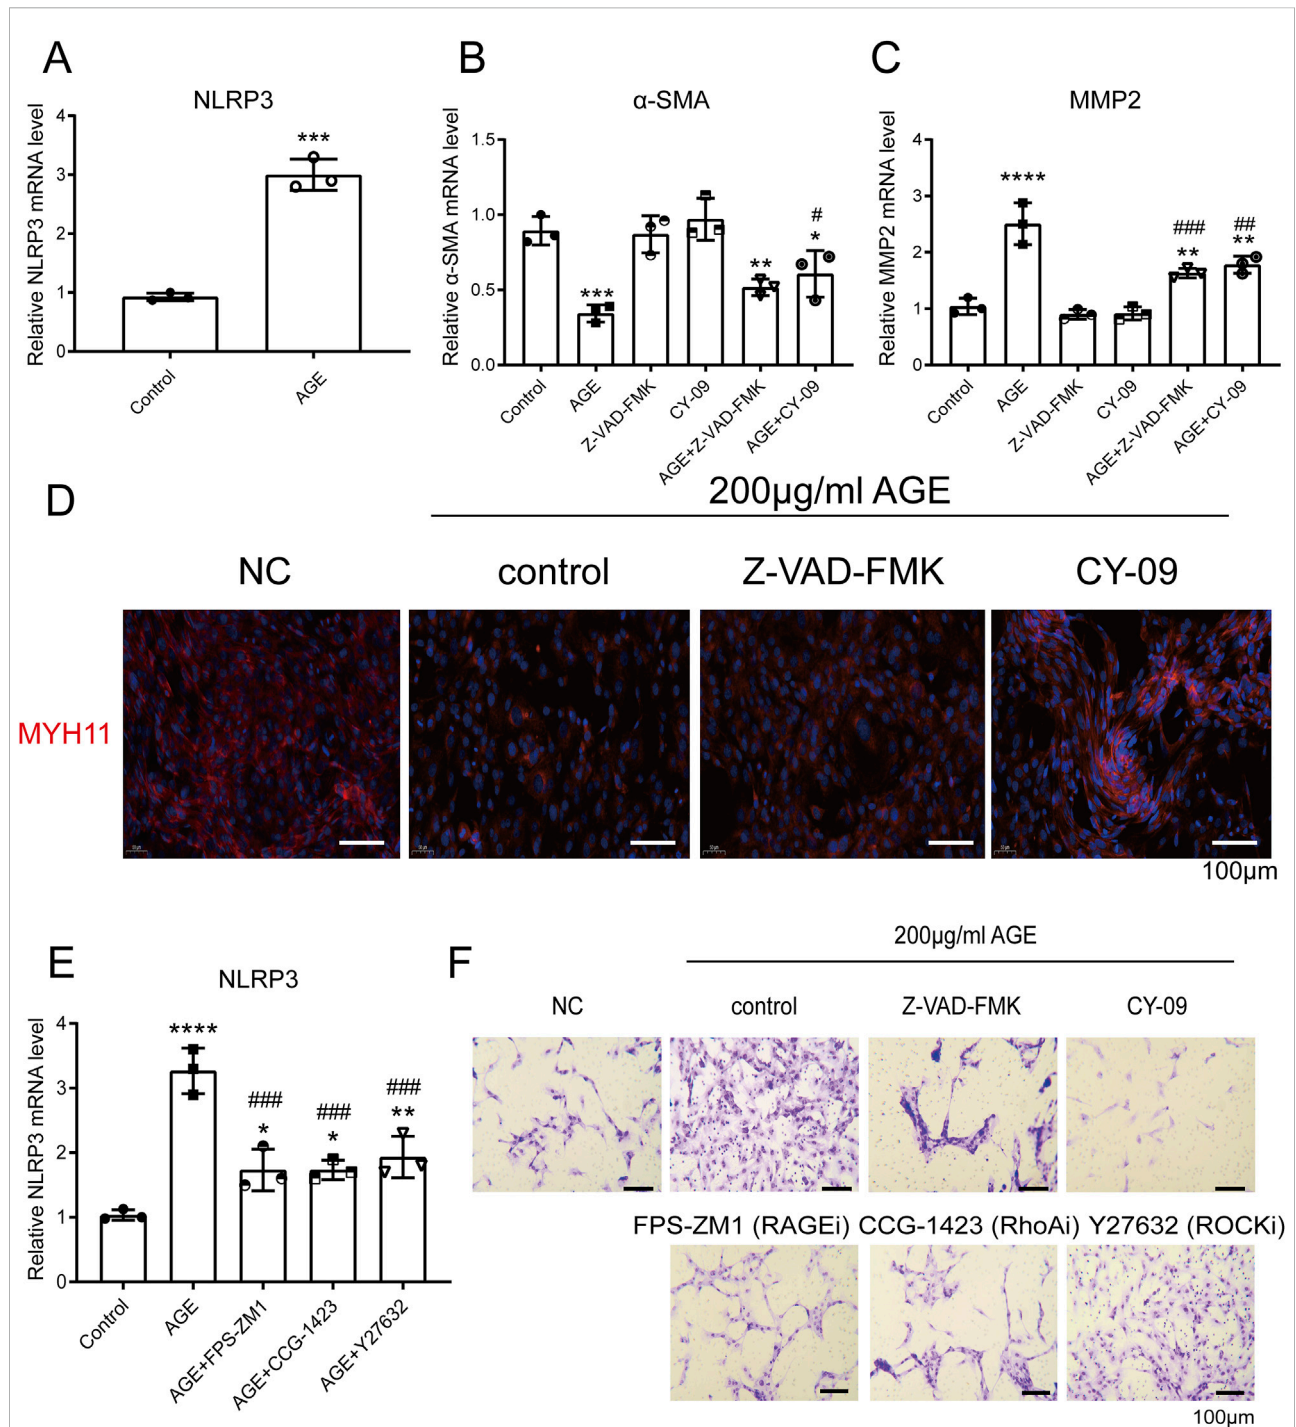 A
B
C
NLRP3
α-SMA
MMP2
Relative NLRP3 mRNA level
4
3
2
1
0
***
Control
AGE
Relative α-SMA mRNA level
1.5
1.0
0.5
0.0
***
**
#
*
Control
AGE
Z-VAD-FMK
CY-09
AGE+Z-VAD-FMK
AGE+CY-09
Relative MMP2 mRNA level
4
3
2
1
0
****
###
**
##
**
Control
AGE
Z-VAD-FMK
CY-09
AGE+Z-VAD-FMK
AGE+CY-09
D
200μg/ml AGE
NC
control
Z-VAD-FMK
CY-09
MYH11
100μm
E
NLRP3
Relative NLRP3 mRNA level
4
3
2
1
0
****
###
*
###
*
###
**
Control
AGE
AGE+FPS-ZM1
AGE+CCG-1423
AGE+Y27632
F
200μg/ml AGE
NC
control
Z-VAD-FMK
CY-09
FPS-ZM1 (RAGEi) CCG-1423 (RhoAi) Y27632 (ROCKi)
100μm